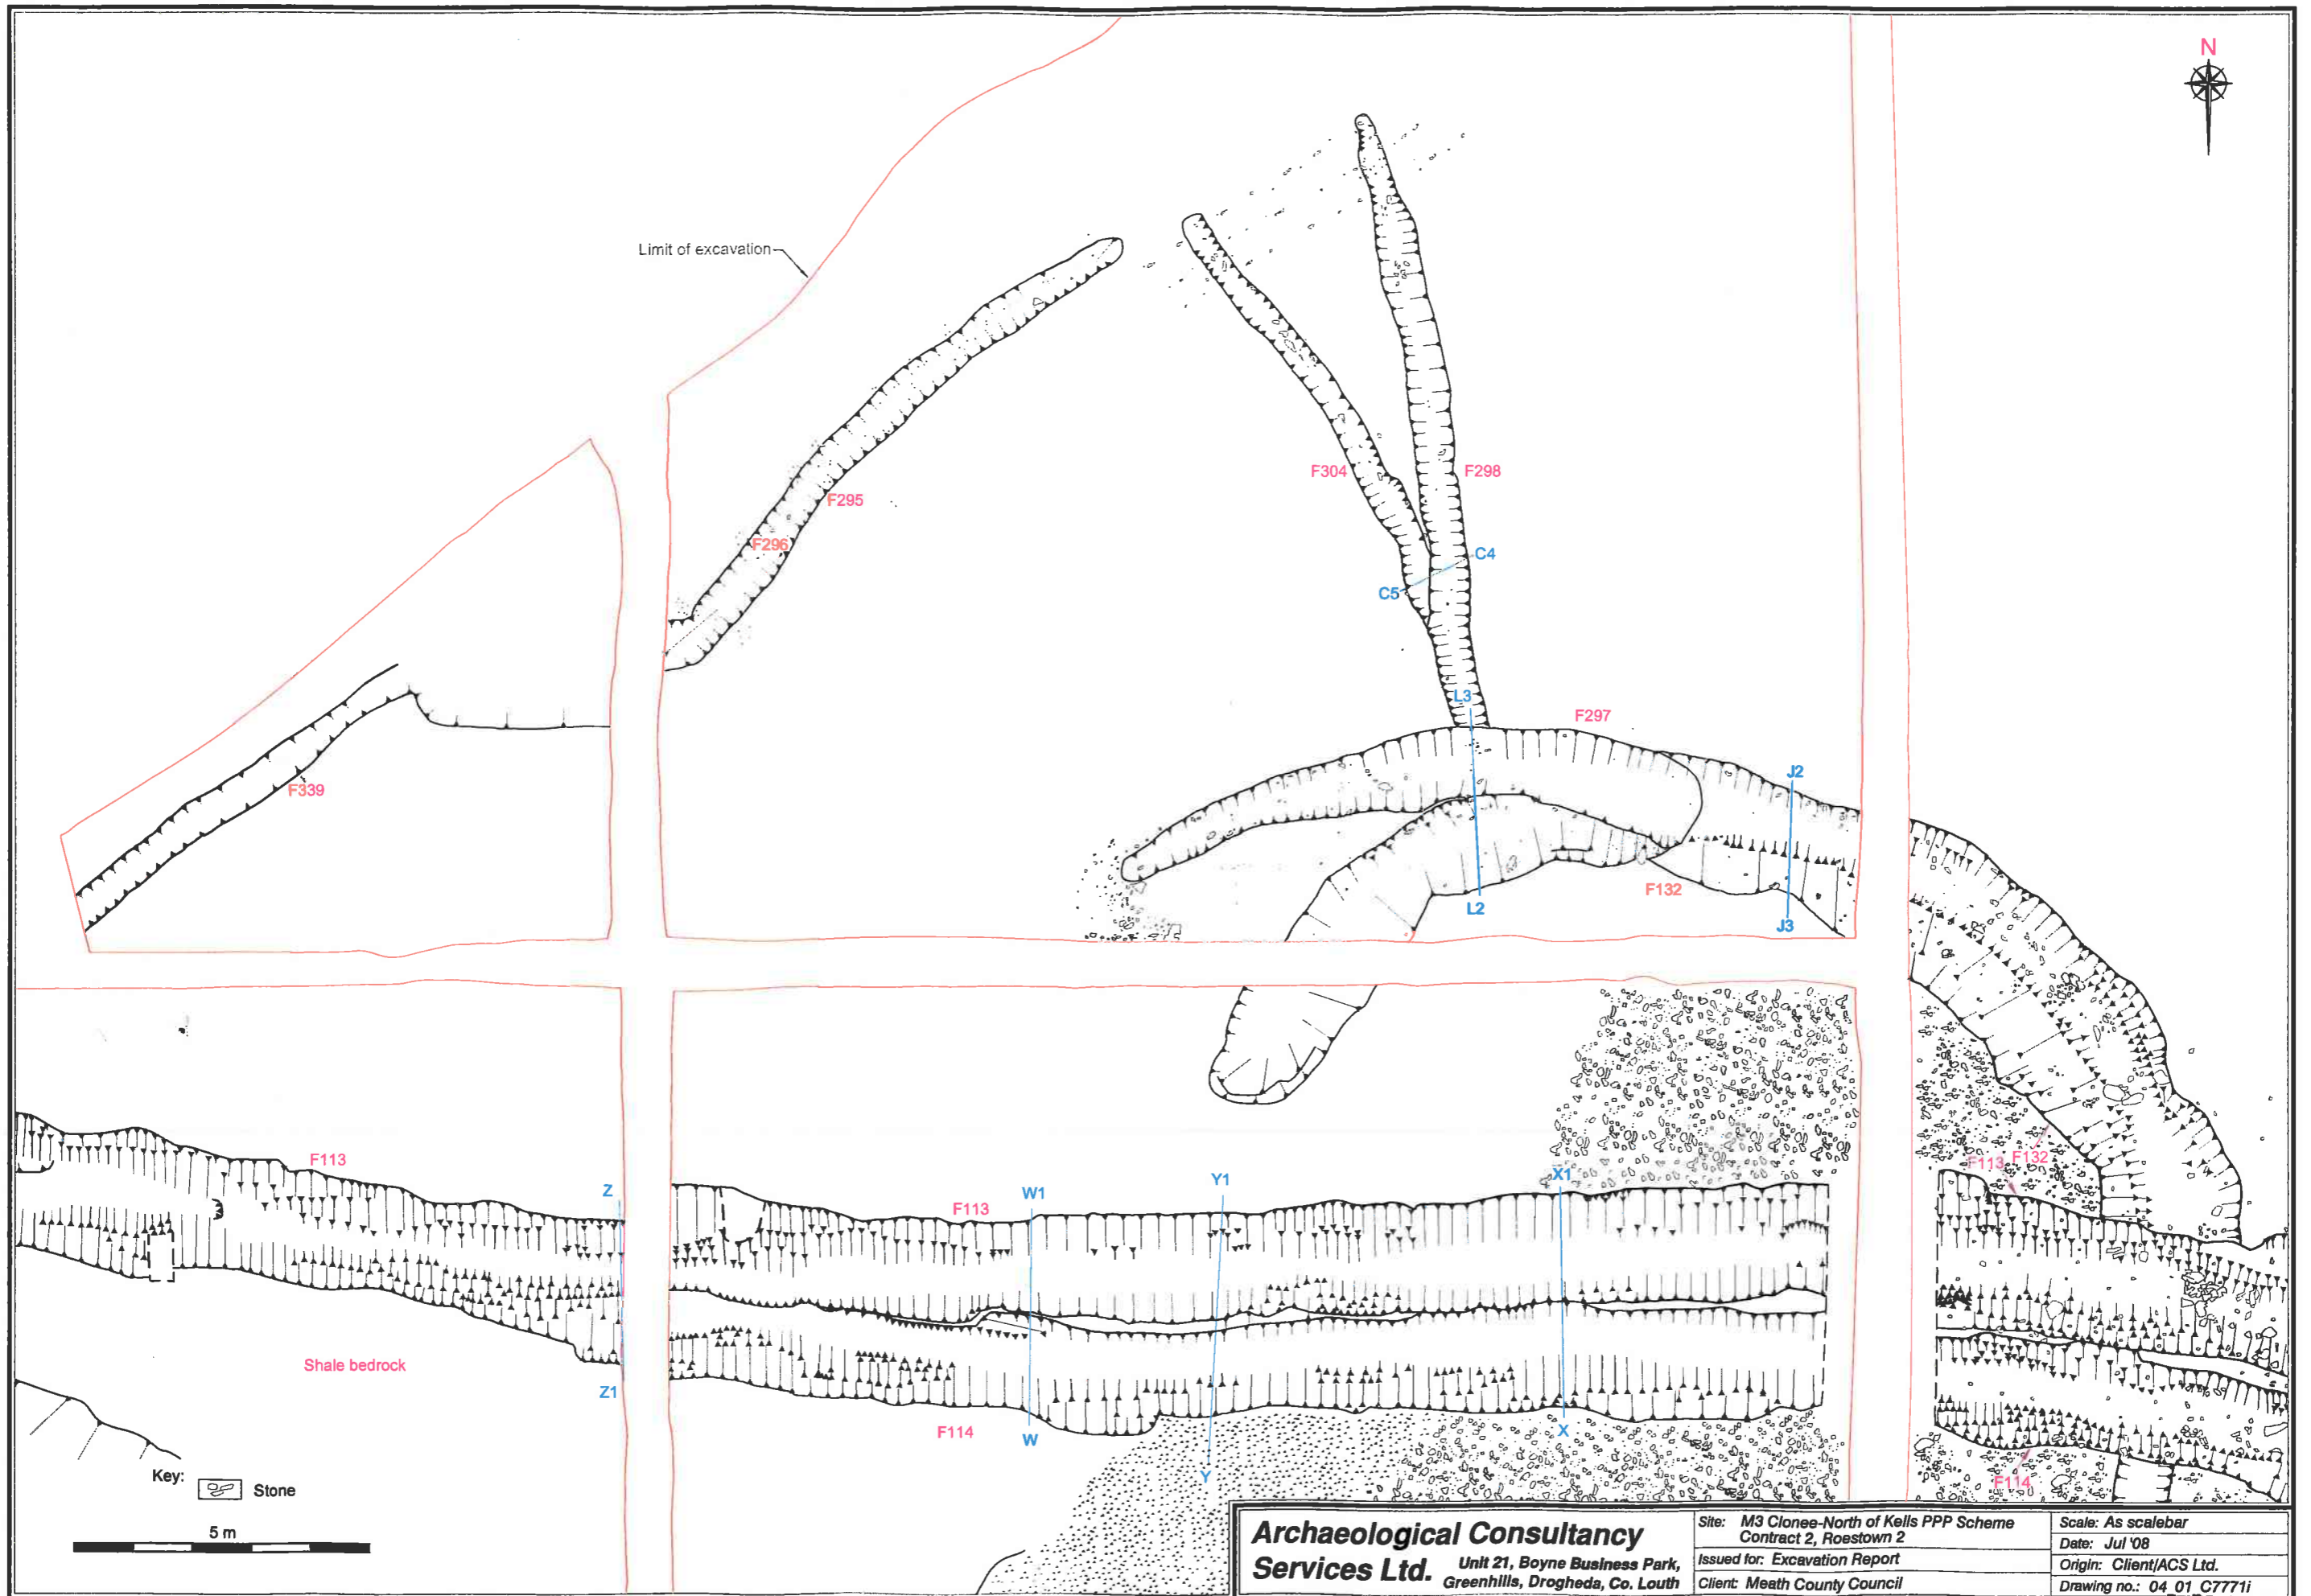 N
Limit of excavation
F304
F298
F295
F296
C4
C5
L3
F297
J2
F339
F132
L2
J3
F113
F113
F132
Z
W1
Y1
X1
F113
Shale bedrock
Z1
F114
W
X
Y
F114
Key:
Stone
5 m
Archaeological Consultancy
Services Ltd.
Unit 21, Boyne Business Park,
Greenhills, Drogheda, Co. Louth
Site: M3 Clonee-North of Kells PPP Scheme
Contract 2, Roestown 2
Issued for: Excavation Report
Client: Meath County Council
Scale: As scalebar
Date: Jul '08
Origin: Client/ACS Ltd.
Drawing no.: 04_01_C7771i